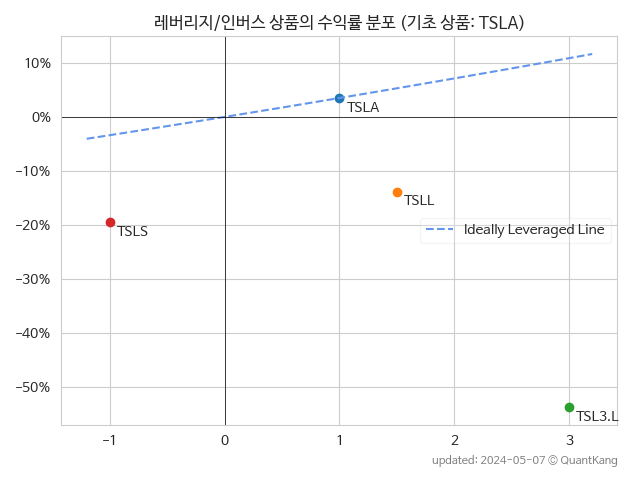 레버리지/인버스 상품의 수익률 분포 (기초 상품: TSLA)
10%
0%
−10%
−20%
−30%
−40%
−50%
TSLA
TSLL
TSLS
Ideally Leveraged Line
TSL3.L
−1 0 1 2 3
updated: 2024-05-07 © QuantKang